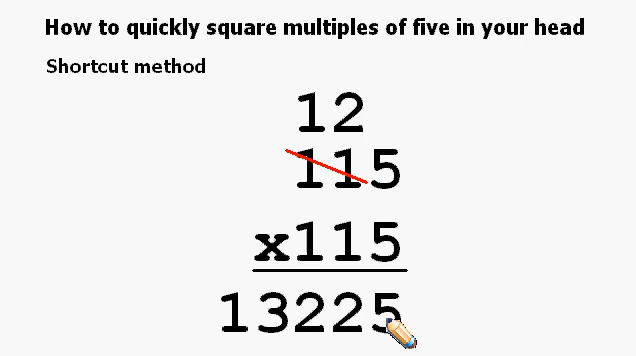 How to quickly square multiples of five in your head
Shortcut method
12
115
x115
13225